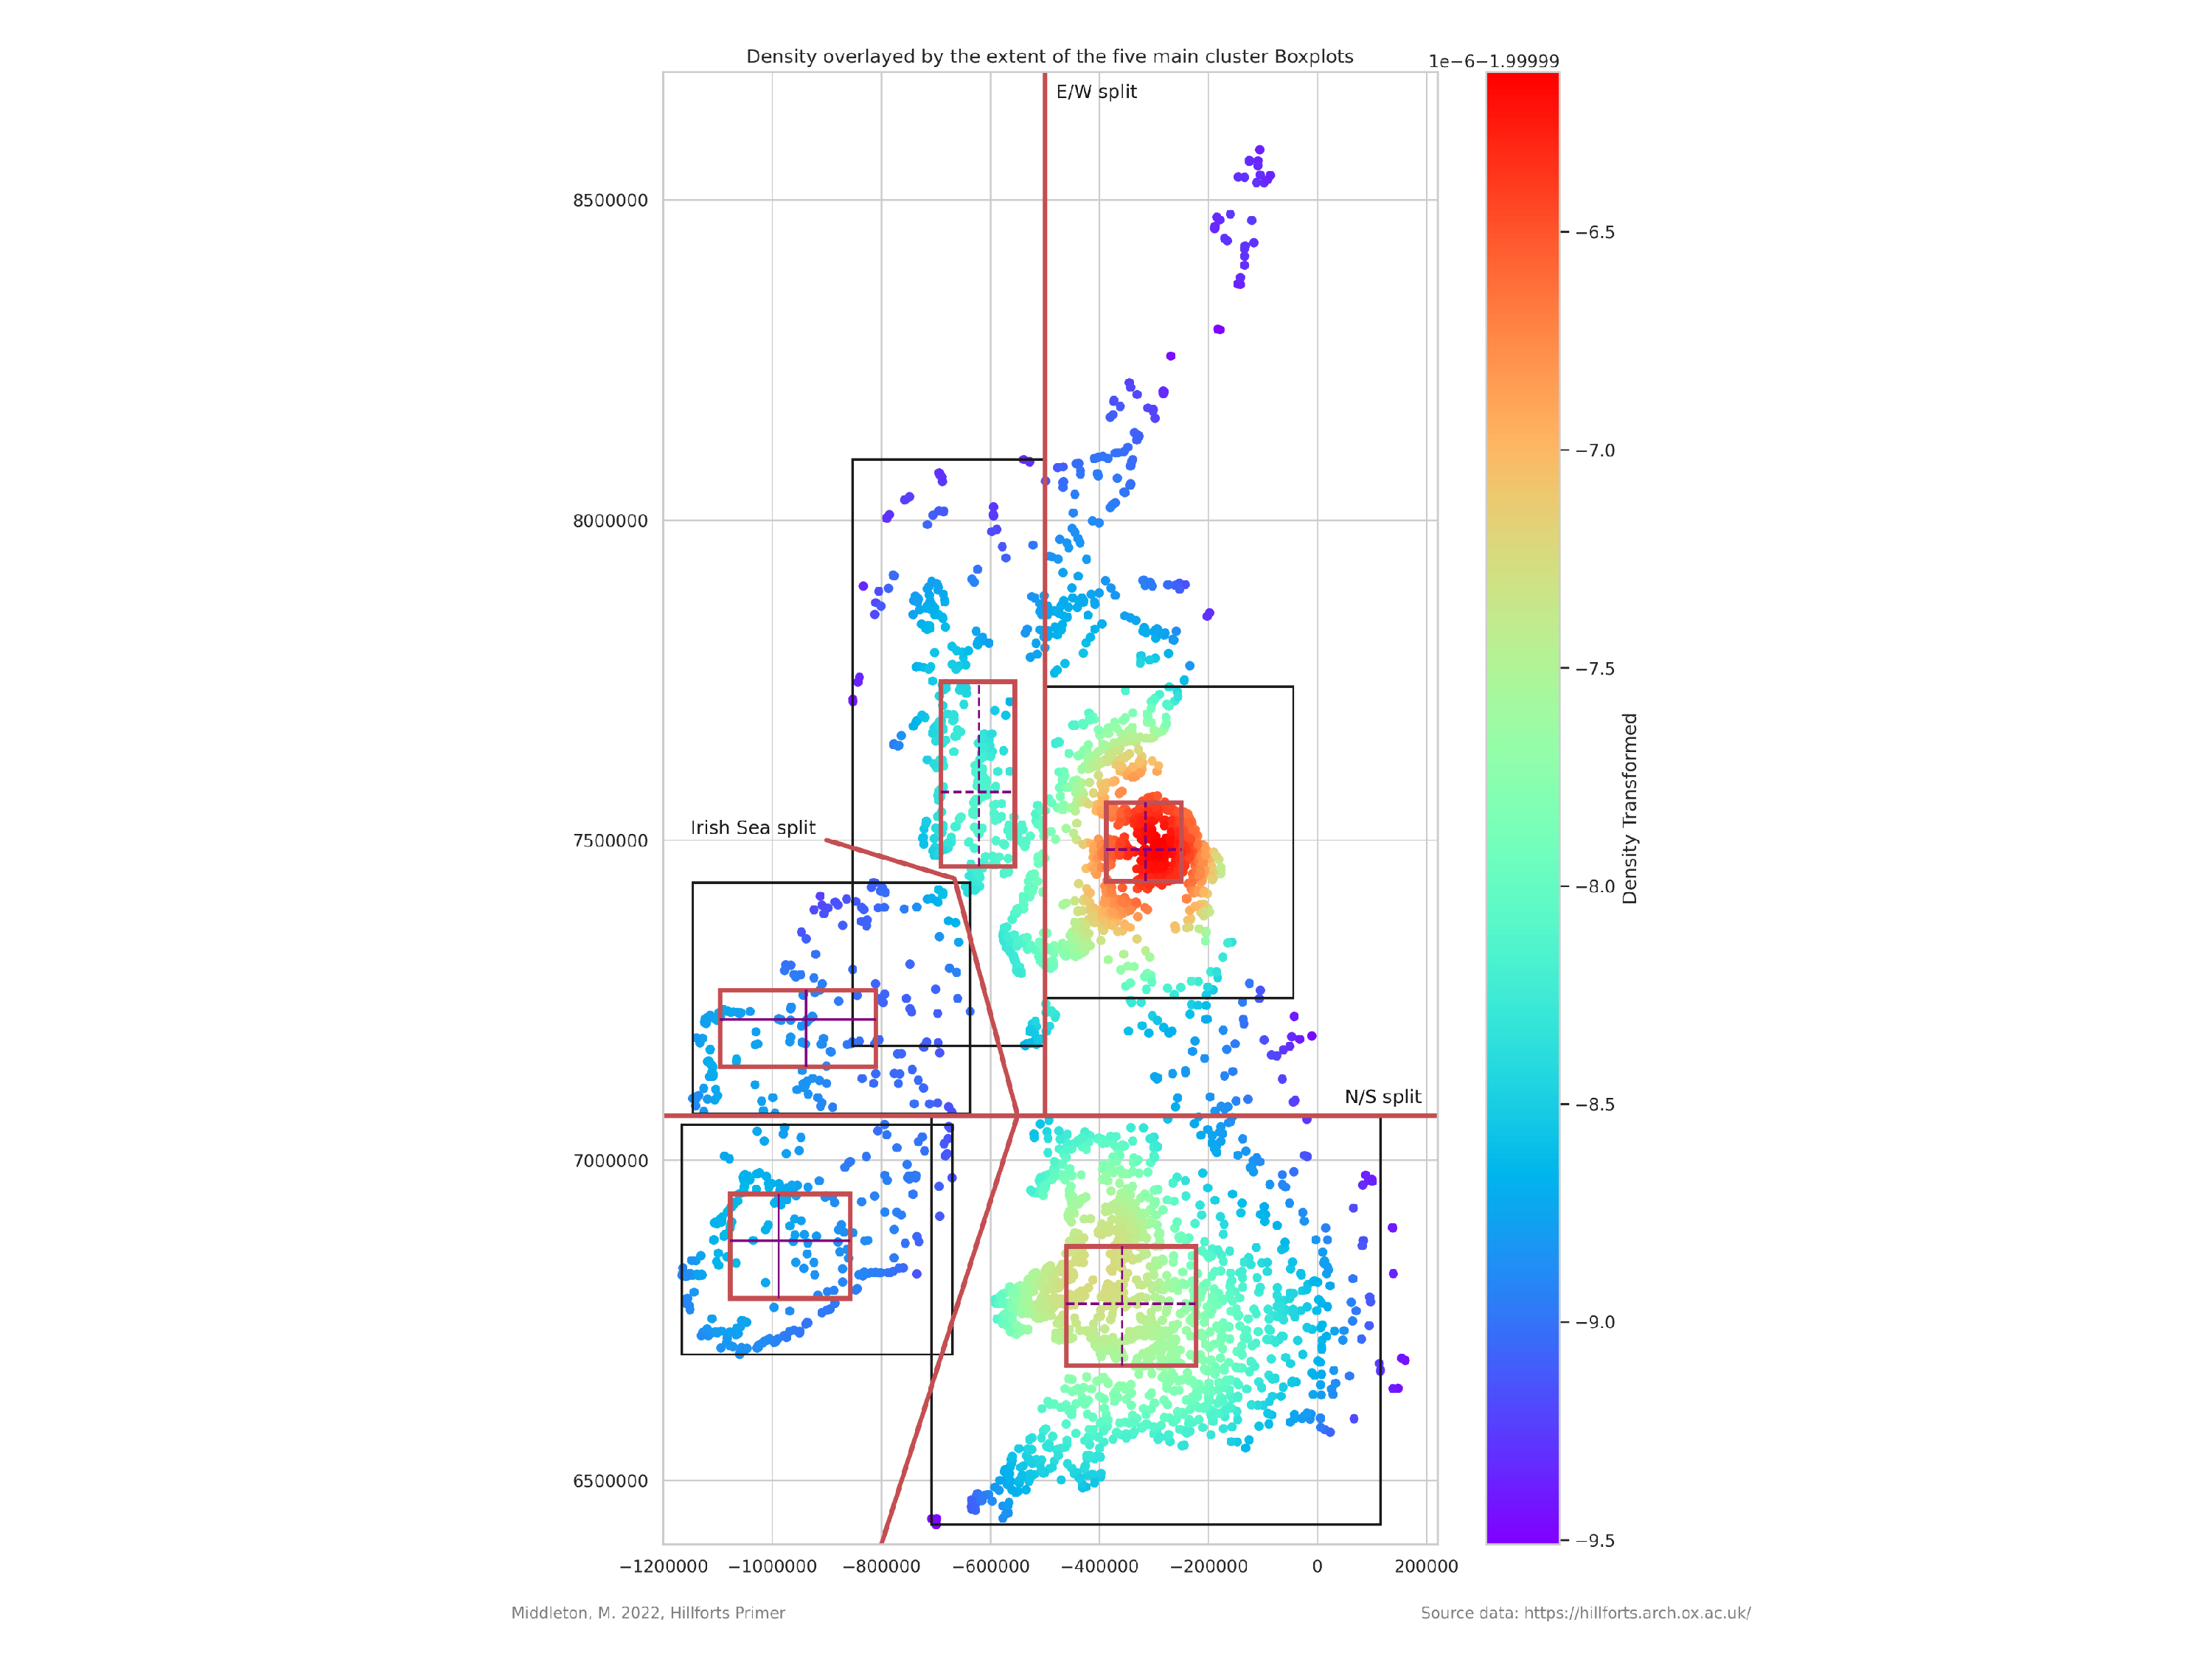 Density overlayed by the extent of the five main cluster Boxplots
1e−6−1.99999
E/W split
8500000
8000000
7500000
7000000
6500000
Irish Sea split
N/S split
−1200000
−1000000
−800000
−600000
−400000
−200000
0
200000
−6.5
−7.0
−7.5
−8.0
−8.5
−9.0
−9.5
Density Transformed
Middleton, M. 2022, Hillforts Primer
Source data: https://hillforts.arch.ox.ac.uk/